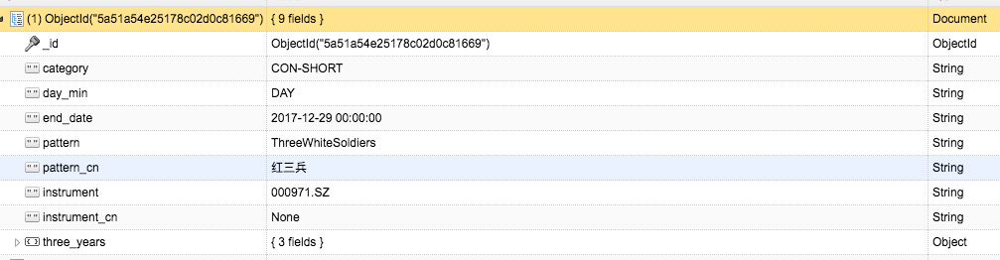 (1) ObjectId("5a51a54e25178c02d0c81669") { 9 fields } Document
_id ObjectId("5a51a54e25178c02d0c81669") ObjectId
category CON-SHORT String
day_min DAY String
end_date 2017-12-29 00:00:00 String
pattern ThreeWhiteSoldiers String
pattern_cn 红三兵 String
instrument 000971.SZ String
instrument_cn None String
three_years { 3 fields } Object